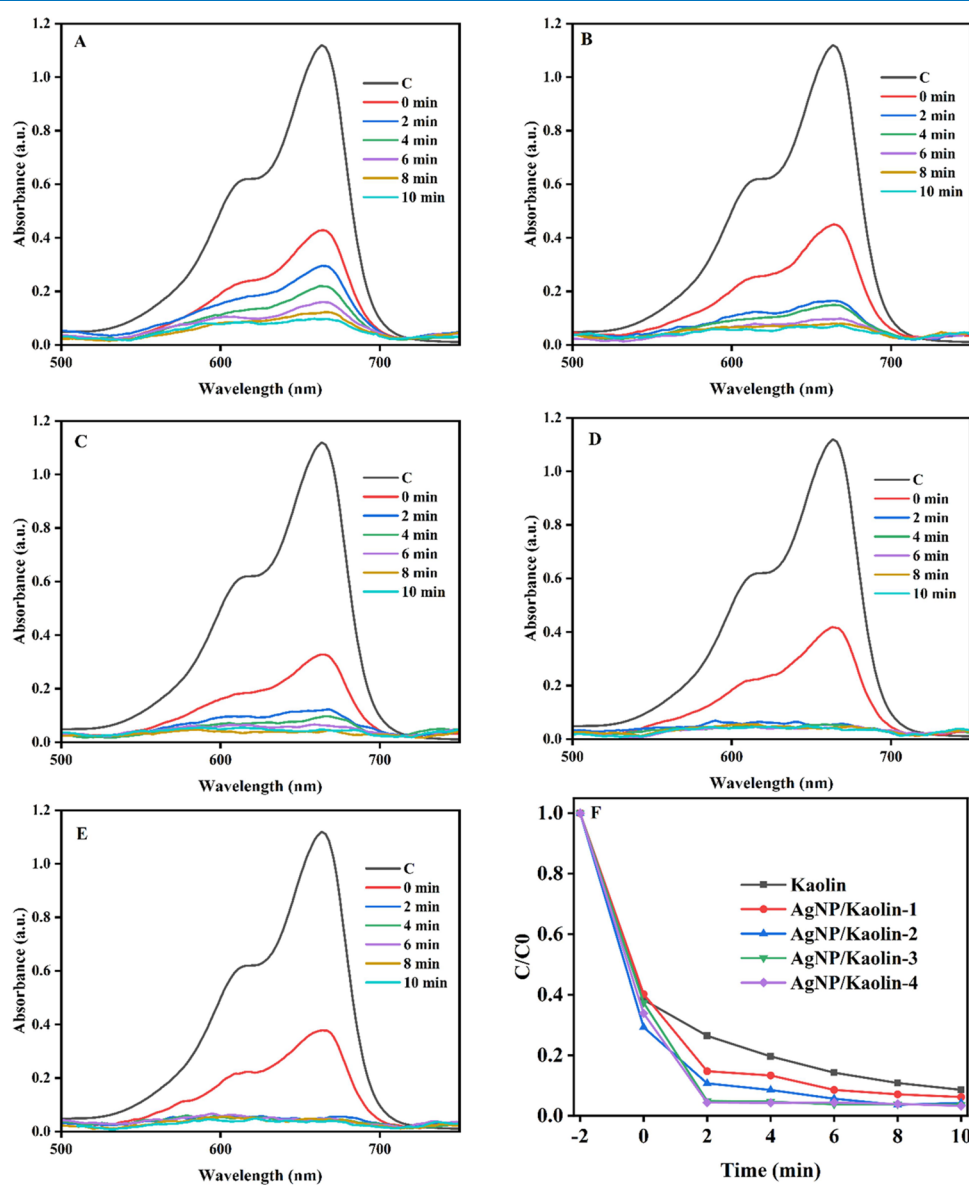 A
C
0 min
2 min
4 min
6 min
8 min
10 min
Absorbance (a.u.)
1.2
1.0
0.8
0.6
0.4
0.2
0.0
500
600
700
Wavelength (nm)
B
C
0 min
2 min
4 min
6 min
8 min
10 min
Absorbance (a.u.)
1.2
1.0
0.8
0.6
0.4
0.2
0.0
500
600
700
Wavelength (nm)
C
C
0 min
2 min
4 min
6 min
8 min
10 min
Absorbance (a.u.)
1.2
1.0
0.8
0.6
0.4
0.2
0.0
500
600
700
Wavelength (nm)
D
C
0 min
2 min
4 min
6 min
8 min
10 min
Absorbance (a.u.)
1.2
1.0
0.8
0.6
0.4
0.2
0.0
500
600
700
Wavelength (nm)
E
C
0 min
2 min
4 min
6 min
8 min
10 min
Absorbance (a.u.)
1.2
1.0
0.8
0.6
0.4
0.2
0.0
500
600
700
Wavelength (nm)
F
Kaolin
AgNP/Kaolin-1
AgNP/Kaolin-2
AgNP/Kaolin-3
AgNP/Kaolin-4
C/C0
1.0
0.8
0.6
0.4
0.2
0.0
-2
0
2
4
6
8
10
Time (min)